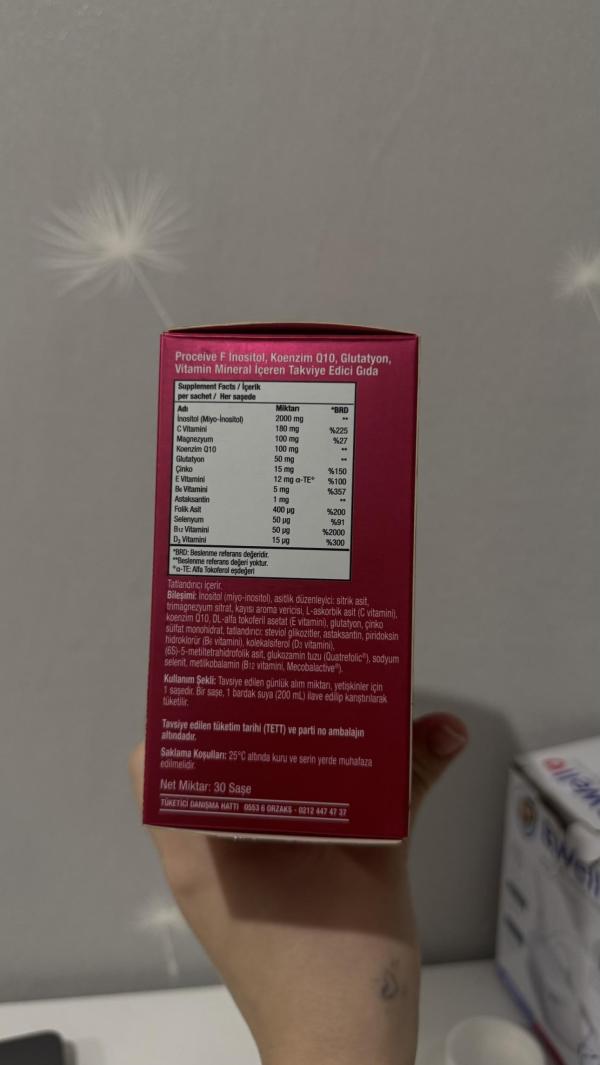 Proceive F İnositol, Koenzim Q10, Glutatyon,
Vitamin Mineral İçeren Takviye Edici Gıda
Supplement Facts / İçerik
per sachet / Her saşede
Adı Miktarı *BRD
İnositol (Miyo-İnositol) 2000 mg **
C Vitamini 180 mg %225
Magnezyum 100 mg %27
Koenzim Q10 100 mg **
Glutatyon 50 mg **
Çinko 15 mg %150
E Vitamini 12 mg α-TE+ %100
B6 Vitamini 5 mg %357
Astaksantin 1 mg **
Folik Asit 400 µg %200
Selenyum 50 µg %91
B12 Vitamini 50 µg %2000
D3 Vitamini 15 µg %300
*BRD: Beslenme referans değeridir.
**Beslenme referans değeri yoktur.
+α-TE: Alfa Tokoferol eşdeğeri
Tatlandırıcı içerir.
Bileşimi: İnositol (miyo-inositol), asitlik düzenleyici: sitrik asit,
trimagnezyum sitrat, kayısı aroma vericisi, L-askorbik asit (C vitamini),
koenzim Q10, DL-alfa tokoferil asetat (E vitamini), glutatyon, çinko
sülfat monohidrat, tatlandırıcı: steviol glikozitler, astaksantin, piridoksin
hidroklorür (B6 vitamini), kolekalsiferol (D3 vitamini),
(6S)-5-metiltetrahidrofolik asit, glukozamin tuzu (Quatrefolic®), sodyum
selenit, metilkobalamin (B12 vitamini, Mecobalactive®).
Kullanım Şekli: Tavsiye edilen günlük alım miktarı, yetişkinler için
1 saşedir. Bir saşe, 1 bardak suya (200 mL) ilave edilip karıştırılarak
tüketilir.
Tavsiye edilen tüketim tarihi (TETT) ve parti no ambalajın
altındadır.
Saklama Koşulları: 25°C altında kuru ve serin yerde muhafaza
edilmelidir.
Net Miktar: 30 Saşe
TÜKETİCİ DANIŞMA HATTI 0553 6 ORZAKS - 0212 447 47 37